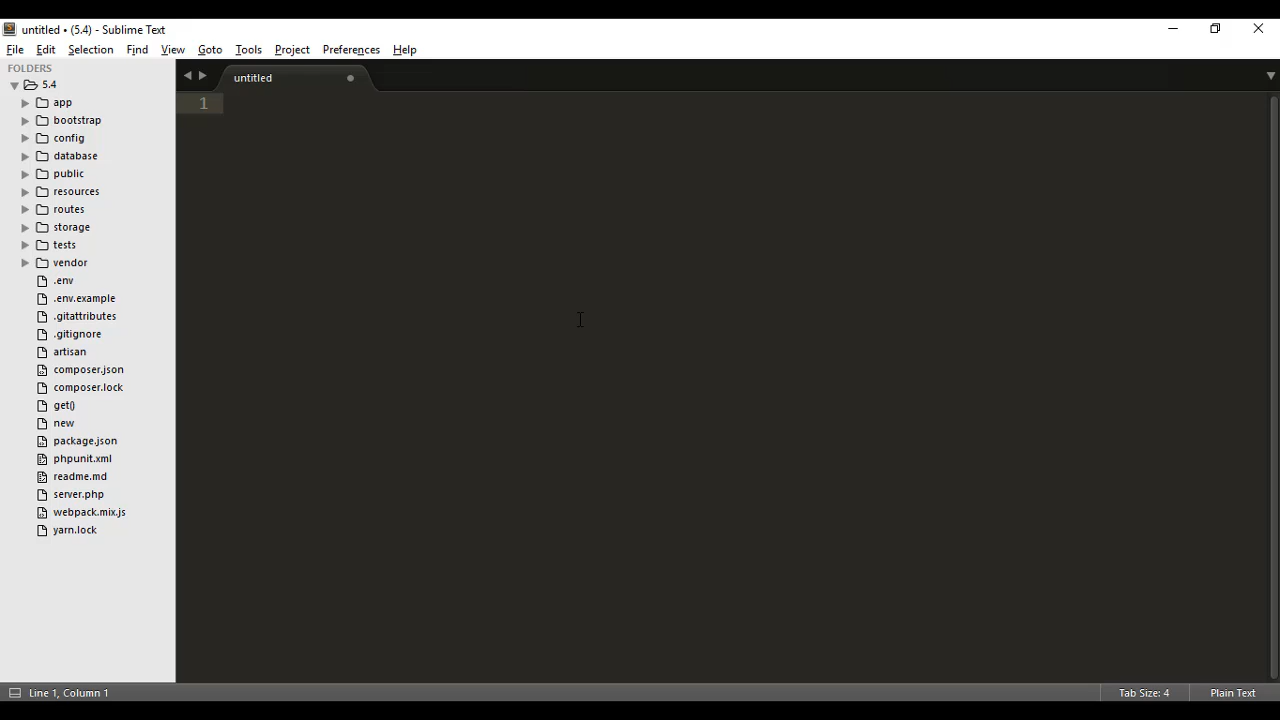 untitled • (5.4) - Sublime Text
File Edit Selection Find View Goto Tools Project Preferences Help
FOLDERS
5.4
app
bootstrap
config
database
public
resources
routes
storage
tests
vendor
.env
.env.example
.gitattributes
.gitignore
artisan
composer.json
composer.lock
get()
new
package.json
phpunit.xml
readme.md
server.php
webpack.mix.js
yarn.lock
untitled
1
Line 1, Column 1
Tab Size: 4
Plain Text